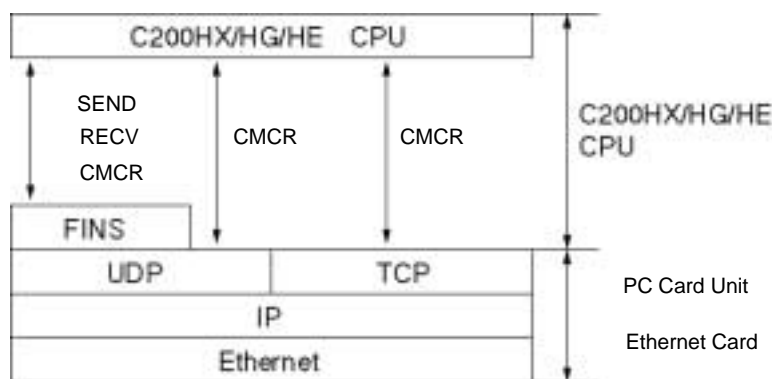 C200HX/HG/HE CPU
SEND
RECV
CMCR
CMCR
CMCR
C200HX/HG/HE
CPU
FINS
UDP
TCP
IP
Ethernet
PC Card Unit
Ethernet Card